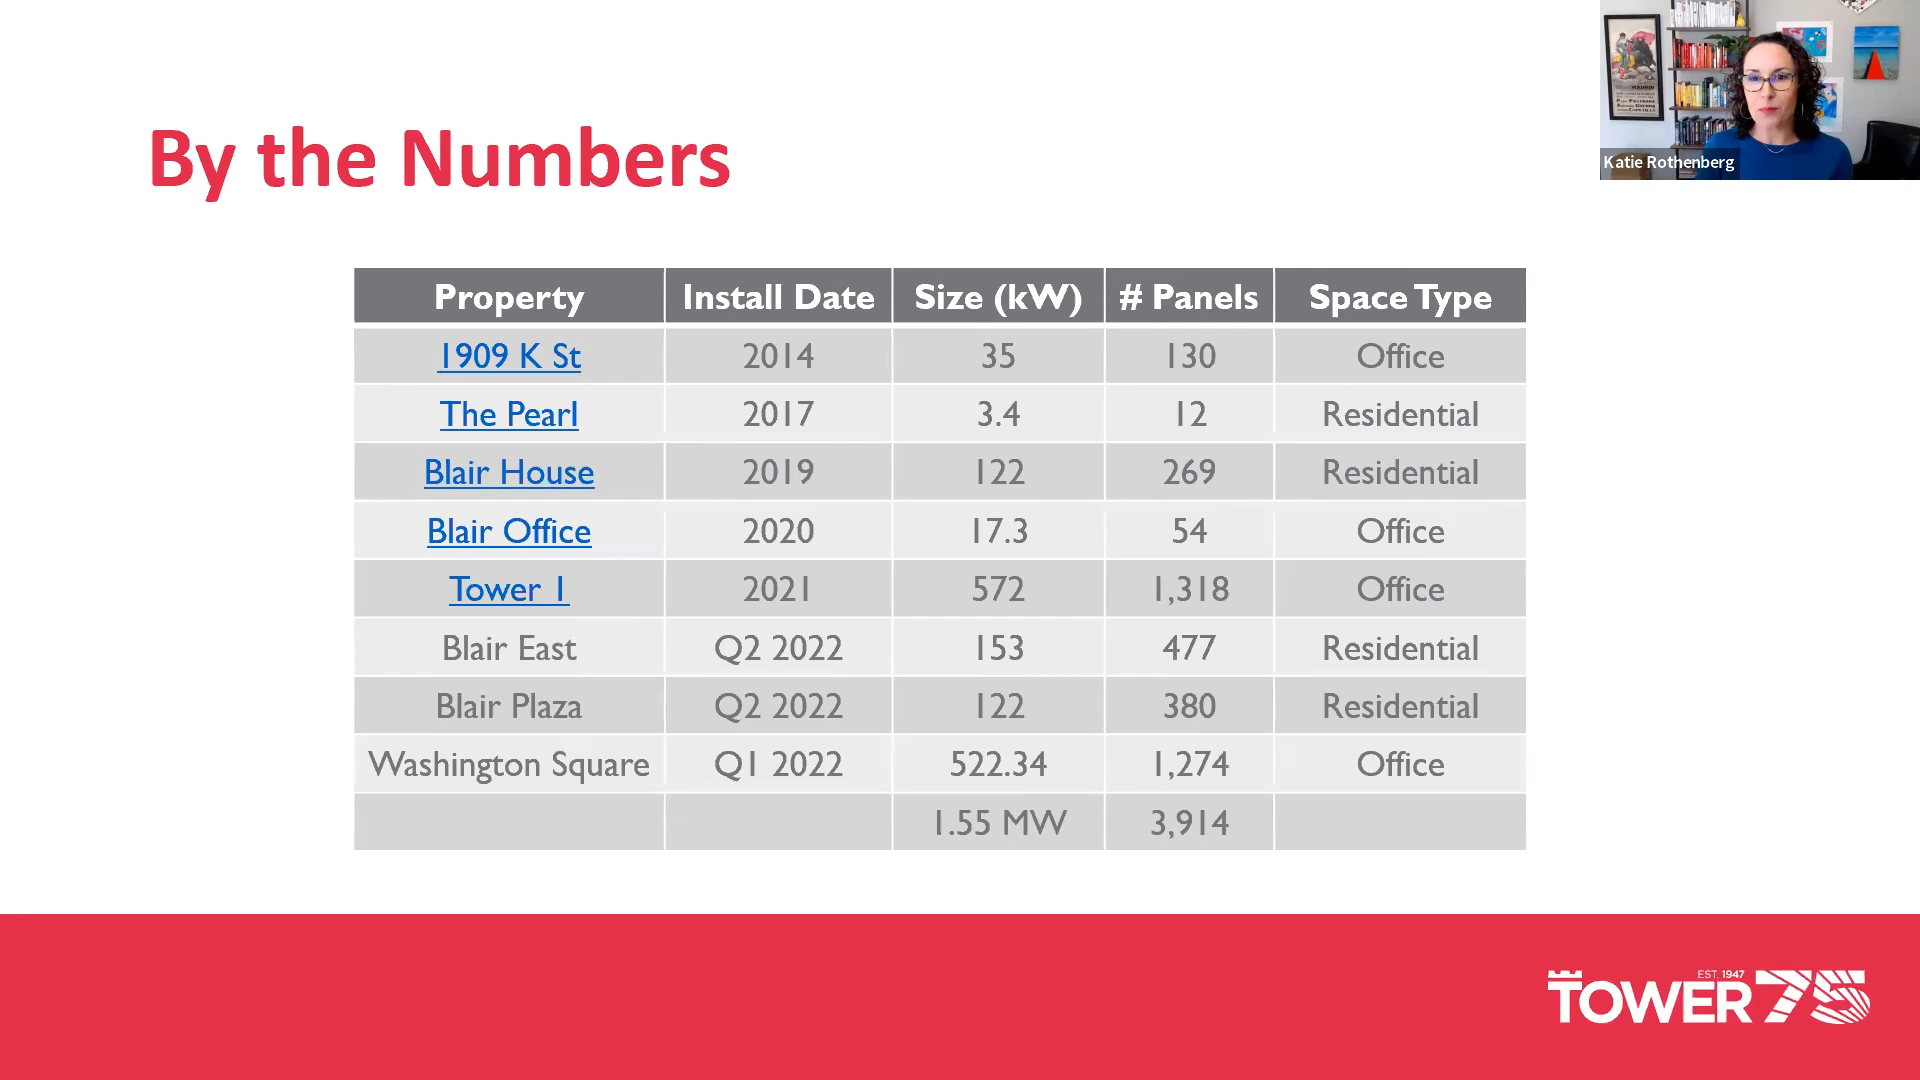 By the Numbers
Katie Rothenberg
Property Install Date Size (kW) # Panels Space Type
1909 K St 2014 35 130 Office
The Pearl 2017 3.4 12 Residential
Blair House 2019 122 269 Residential
Blair Office 2020 17.3 54 Office
Tower 1 2021 572 1,318 Office
Blair East Q2 2022 153 477 Residential
Blair Plaza Q2 2022 122 380 Residential
Washington Square Q1 2022 522.34 1,274 Office
1.55 MW 3,914
EST. 1947
TOWER 75